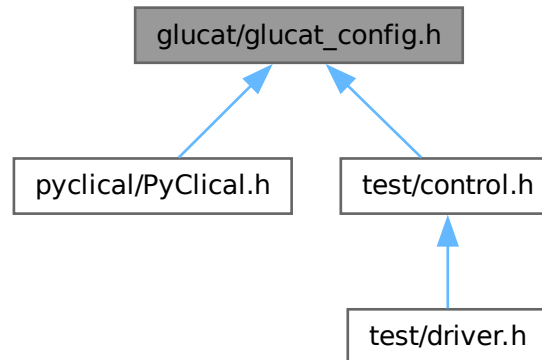 glucat/glucat_config.h
pyclical/PyClical.h
test/control.h
test/driver.h